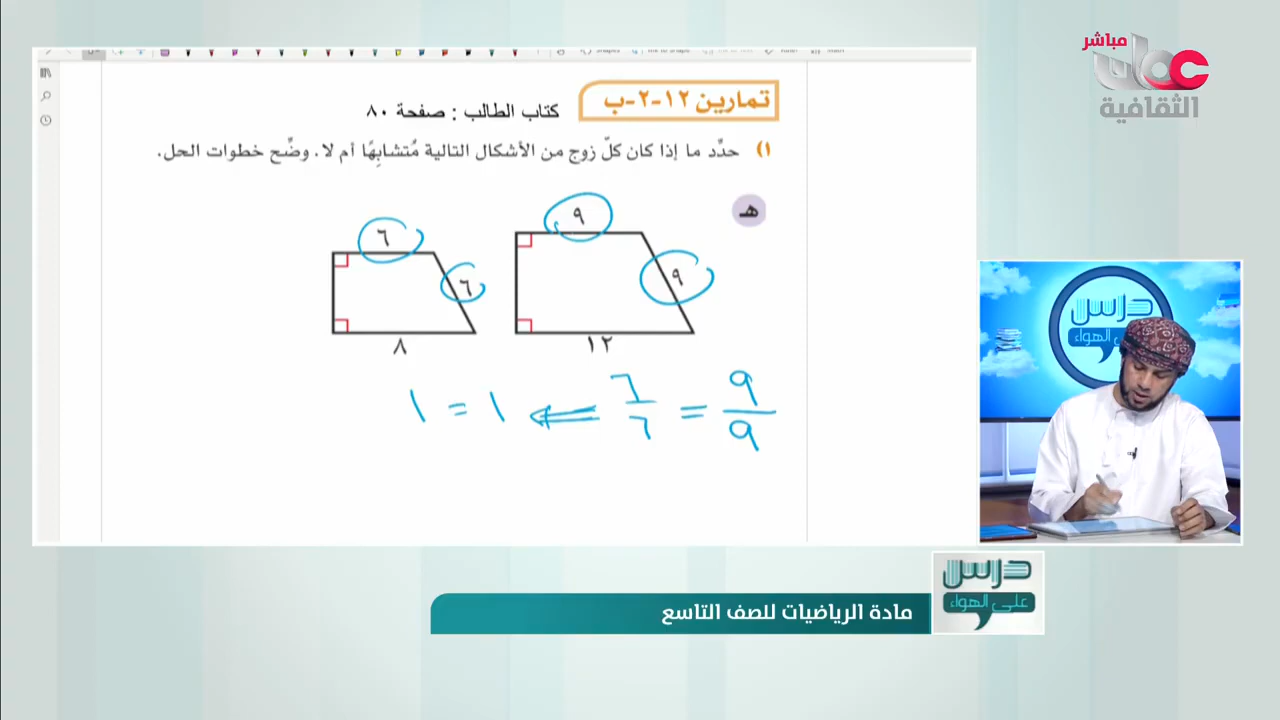 مباشر
عمان
الثقافية
تمارين ١٢-٢-ب
كتاب الطالب : صفحة ٨٠
١) حدِّد ما إذا كان كلّ زوج من الأشكال التالية مُتشابِهًا أم لا. وضِّح خطوات الحل.
هـ
٩
٩
١٢
٦
٦
٨
٩/٩ = ٦/٦ ⇐ ١ = ١
درس
على الهواء
درس
على الهواء
مادة الرياضيات للصف التاسع